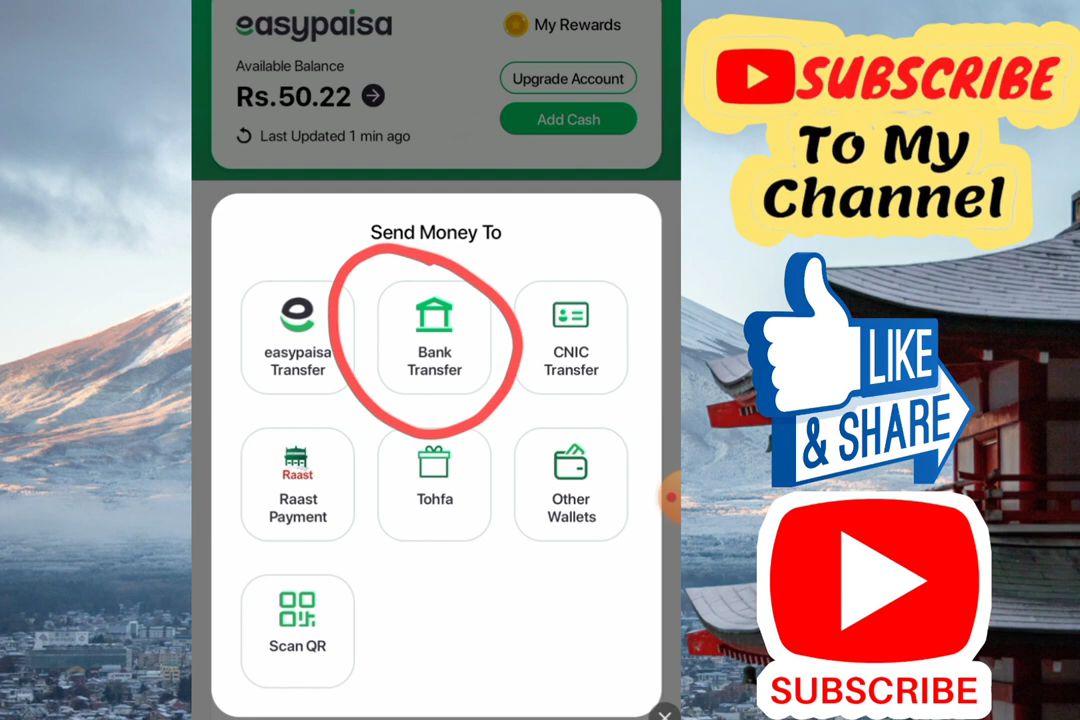 easypaisa
My Rewards
Available Balance
Upgrade Account
Rs.50.22
Add Cash
Last Updated 1 min ago
Send Money To
easypaisa
Transfer
Bank
Transfer
CNIC
Transfer
Raast
Raast
Payment
Tohfa
Other
Wallets
Scan QR
SUBSCRIBE
To My
Channel
LIKE
& SHARE
SUBSCRIBE